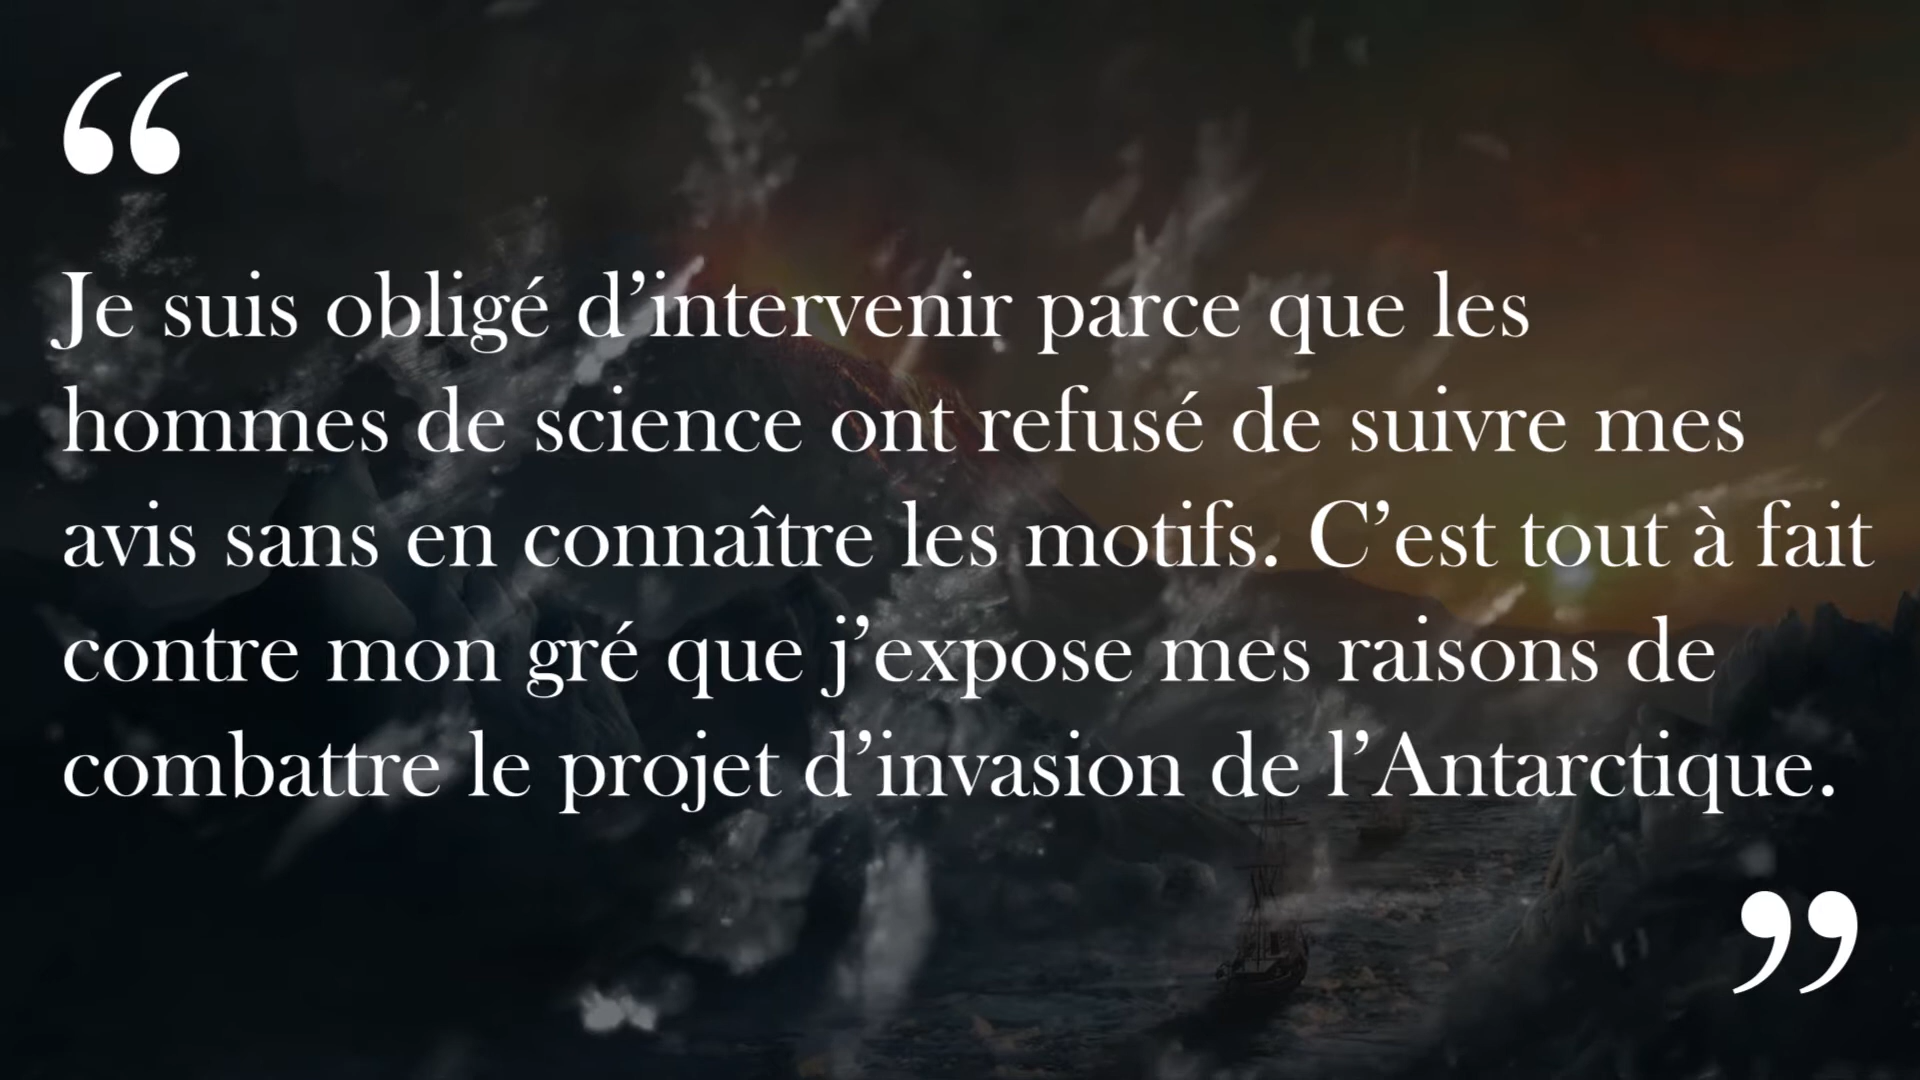 “
Je suis obligé d’intervenir parce que les
hommes de science ont refusé de suivre mes
avis sans en connaître les motifs. C’est tout à fait
contre mon gré que j’expose mes raisons de
combattre le projet d’invasion de l’Antarctique.
”